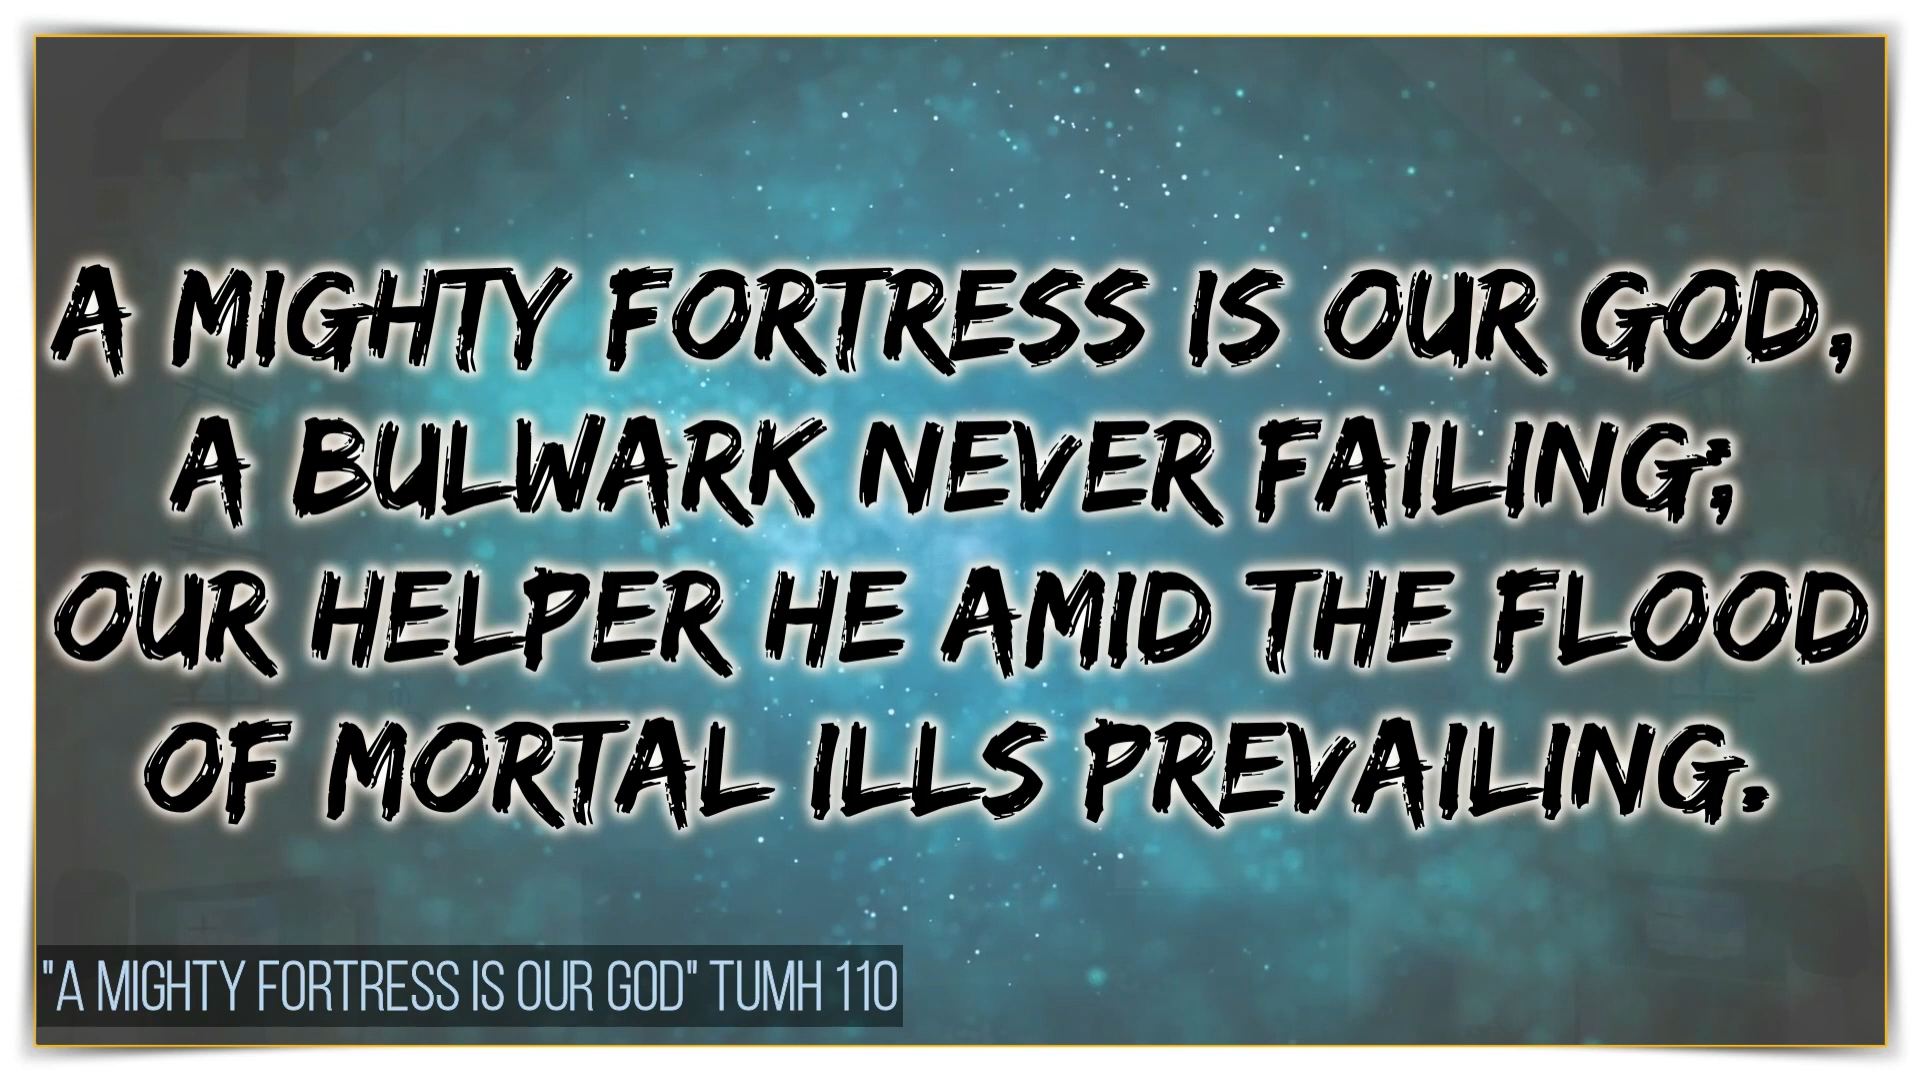 A MIGHTY FORTRESS IS OUR GOD,
A BULWARK NEVER FAILING;
OUR HELPER HE AMID THE FLOOD
OF MORTAL ILLS PREVAILING.
"A MIGHTY FORTRESS IS OUR GOD" TUMH 110